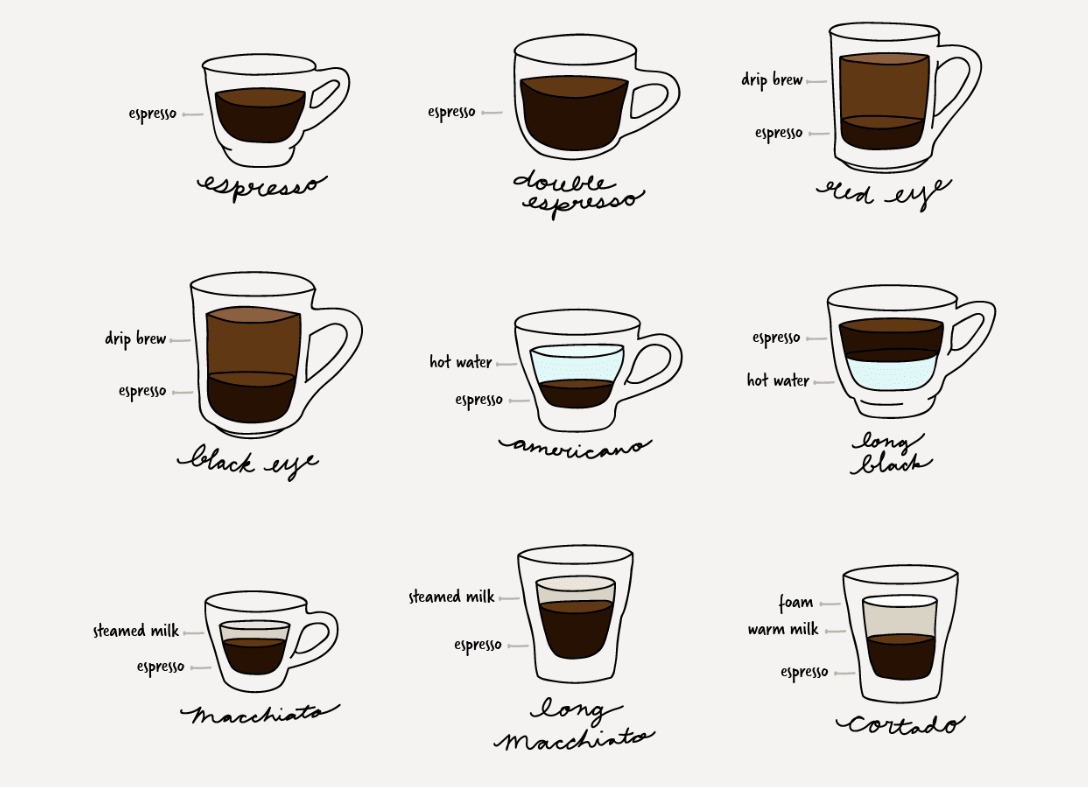 espresso
espresso
espresso
double
espresso
drip brew
espresso
red eye
drip brew
espresso
black eye
hot water
espresso
americano
espresso
hot water
long
black
steamed milk
espresso
Macchiato
steamed milk
espresso
long
Macchiato
foam
warm milk
espresso
Cortado